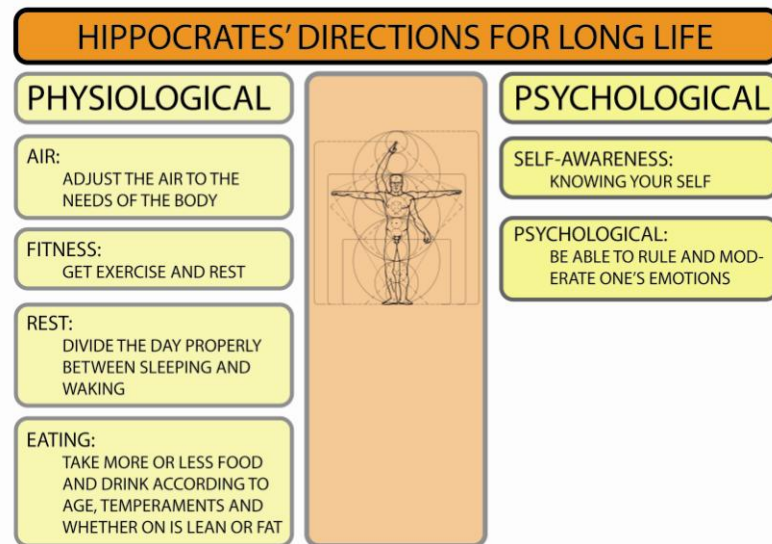 HIPPOCRATES' DIRECTIONS FOR LONG LIFE
PHYSIOLOGICAL
AIR:
ADJUST THE AIR TO THE
NEEDS OF THE BODY
FITNESS:
GET EXERCISE AND REST
REST:
DIVIDE THE DAY PROPERLY
BETWEEN SLEEPING AND
WAKING
EATING:
TAKE MORE OR LESS FOOD
AND DRINK ACCORDING TO
AGE, TEMPERAMENTS AND
WHETHER ON IS LEAN OR FAT
PSYCHOLOGICAL
SELF-AWARENESS:
KNOWING YOUR SELF
PSYCHOLOGICAL:
BE ABLE TO RULE AND MOD-
ERATE ONE'S EMOTIONS